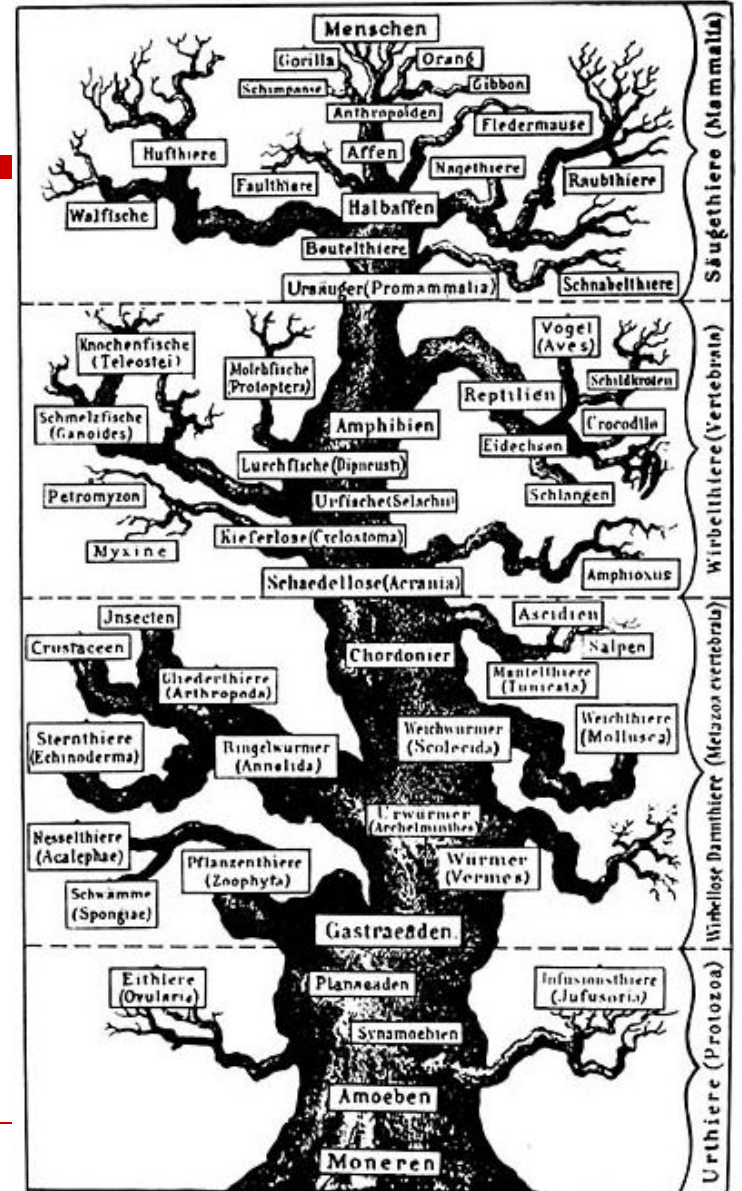 Menschen
Gorilla
Orang
Schimpanse
Gibbon
Anthropoiden
Fledermause
Hufthiere
Affen
Nagethiere
Faulthiere
Raubthiere
Walfische
Halbaffen
Beutelthiere
Ursäuger(Promammalia)
Schnabelthiere
Säugethiere (Mammalia)
Knochenfische
(Teleostei)
Molchfische
(Protoptera)
Vögel
(Aves)
Schildkroten
Reptilien
Schmelzfische
(Ganoides)
Amphibien
Crocodile
Eidechsen
Lurchfische(Dipneusti)
Schlangen
Petromyzon
Urfische(Selachii)
Myxine
Kieferlose(Cyclostoma)
Amphioxus
Schaedellose(Acrania)
Wirbelthiere (Vertebrata)
Jnsecten
Ascidien
Crustaceen
Salpen
Chordonier
Gliederthiere
(Arthropoda)
Mantelthiere
(Tunicata)
Sternthiere
(Echinoderma)
Ringelwurmer
(Annelida)
Weichwürmer
(Scolecida)
Weichthiere
(Mollusca)
Urwürmer
(Archelminthes)
Nesselthiere
(Acalephae)
Pflanzenthiere
(Zoophyta)
Würmer
(Vermes)
Schwämme
(Spongiae)
Gastraeaden.
Wirbellose Darmthiere (Metazoa evertebrata)
Eithiere
(Ovularia)
Planaeaden
Infusionsthiere
(Jnfusoria)
Synamoebien
Amoeben
Moneren
Urthiere (Protozoa)